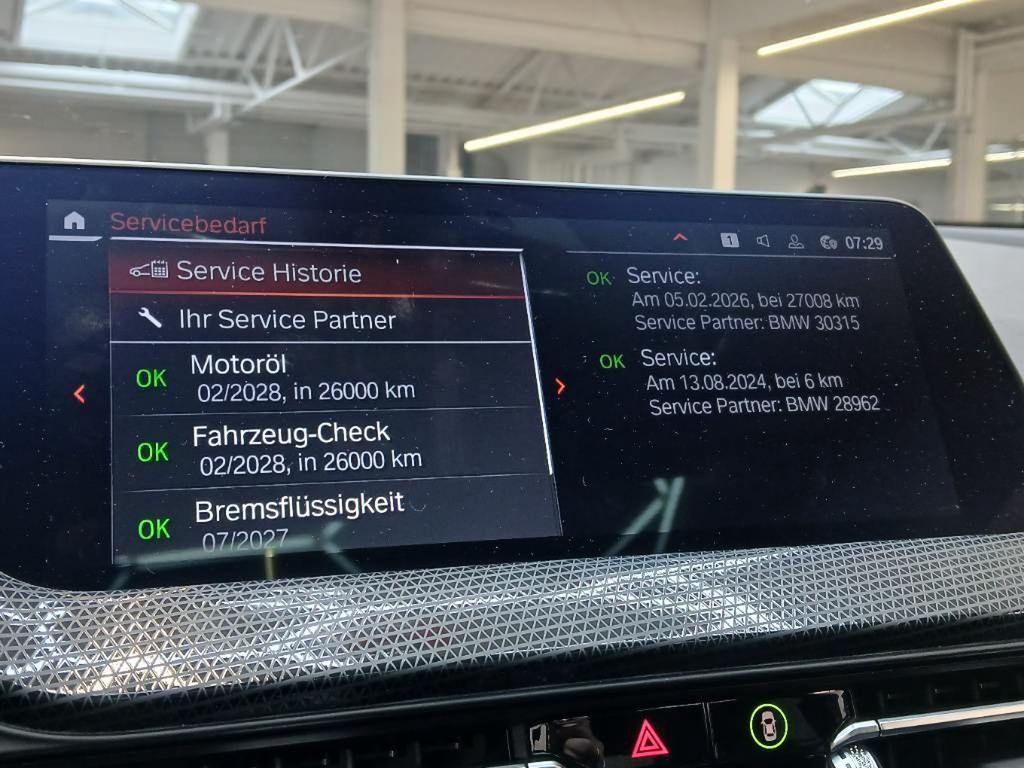 Servicebedarf
1
07:29
Service Historie
Ihr Service Partner
OK Motoröl
02/2028, in 26000 km
OK Fahrzeug-Check
02/2028, in 26000 km
OK Bremsflüssigkeit
07/2027
OK Service:
Am 05.02.2026, bei 27008 km
Service Partner: BMW 30315
OK Service:
Am 13.08.2024, bei 6 km
Service Partner: BMW 28962